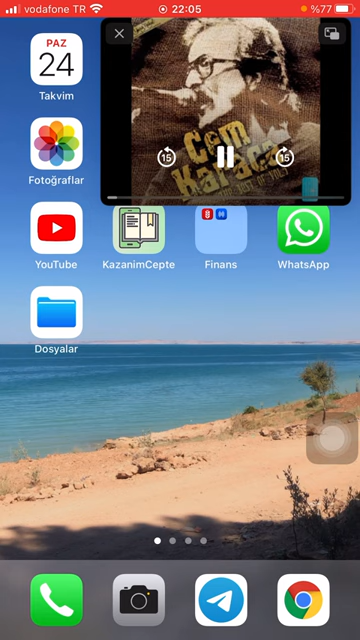 vodafone TR
22:05
%77
PAZ
24
Takvim
15
15
Cem
Karaca
Fotoğraflar
YouTube
KazanimCepte
Finans
WhatsApp
Dosyalar